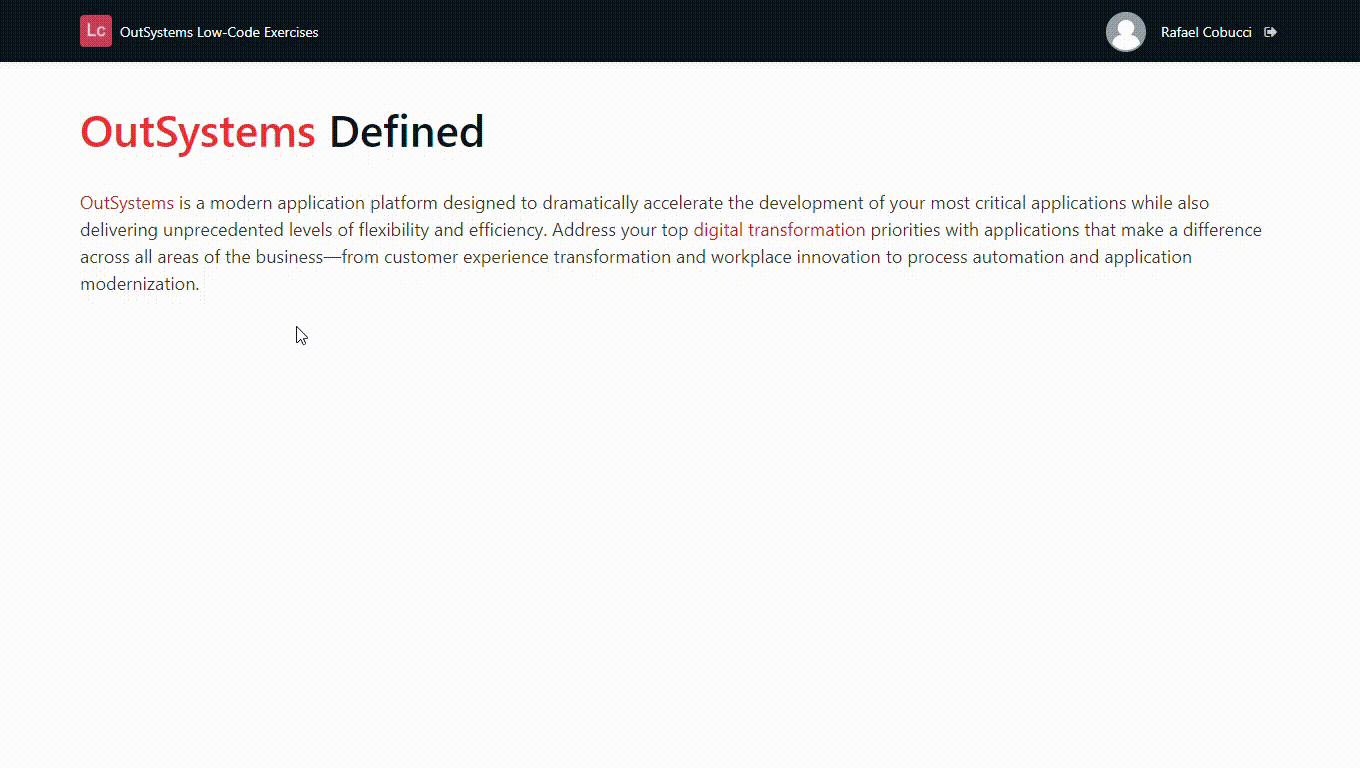 Lc OutSystems Low-Code Exercises Rafael Cobucci
OutSystems Defined
OutSystems is a modern application platform designed to dramatically accelerate the development of your most critical applications while also
delivering unprecedented levels of flexibility and efficiency. Address your top digital transformation priorities with applications that make a difference
across all areas of the business—from customer experience transformation and workplace innovation to process automation and application
modernization.